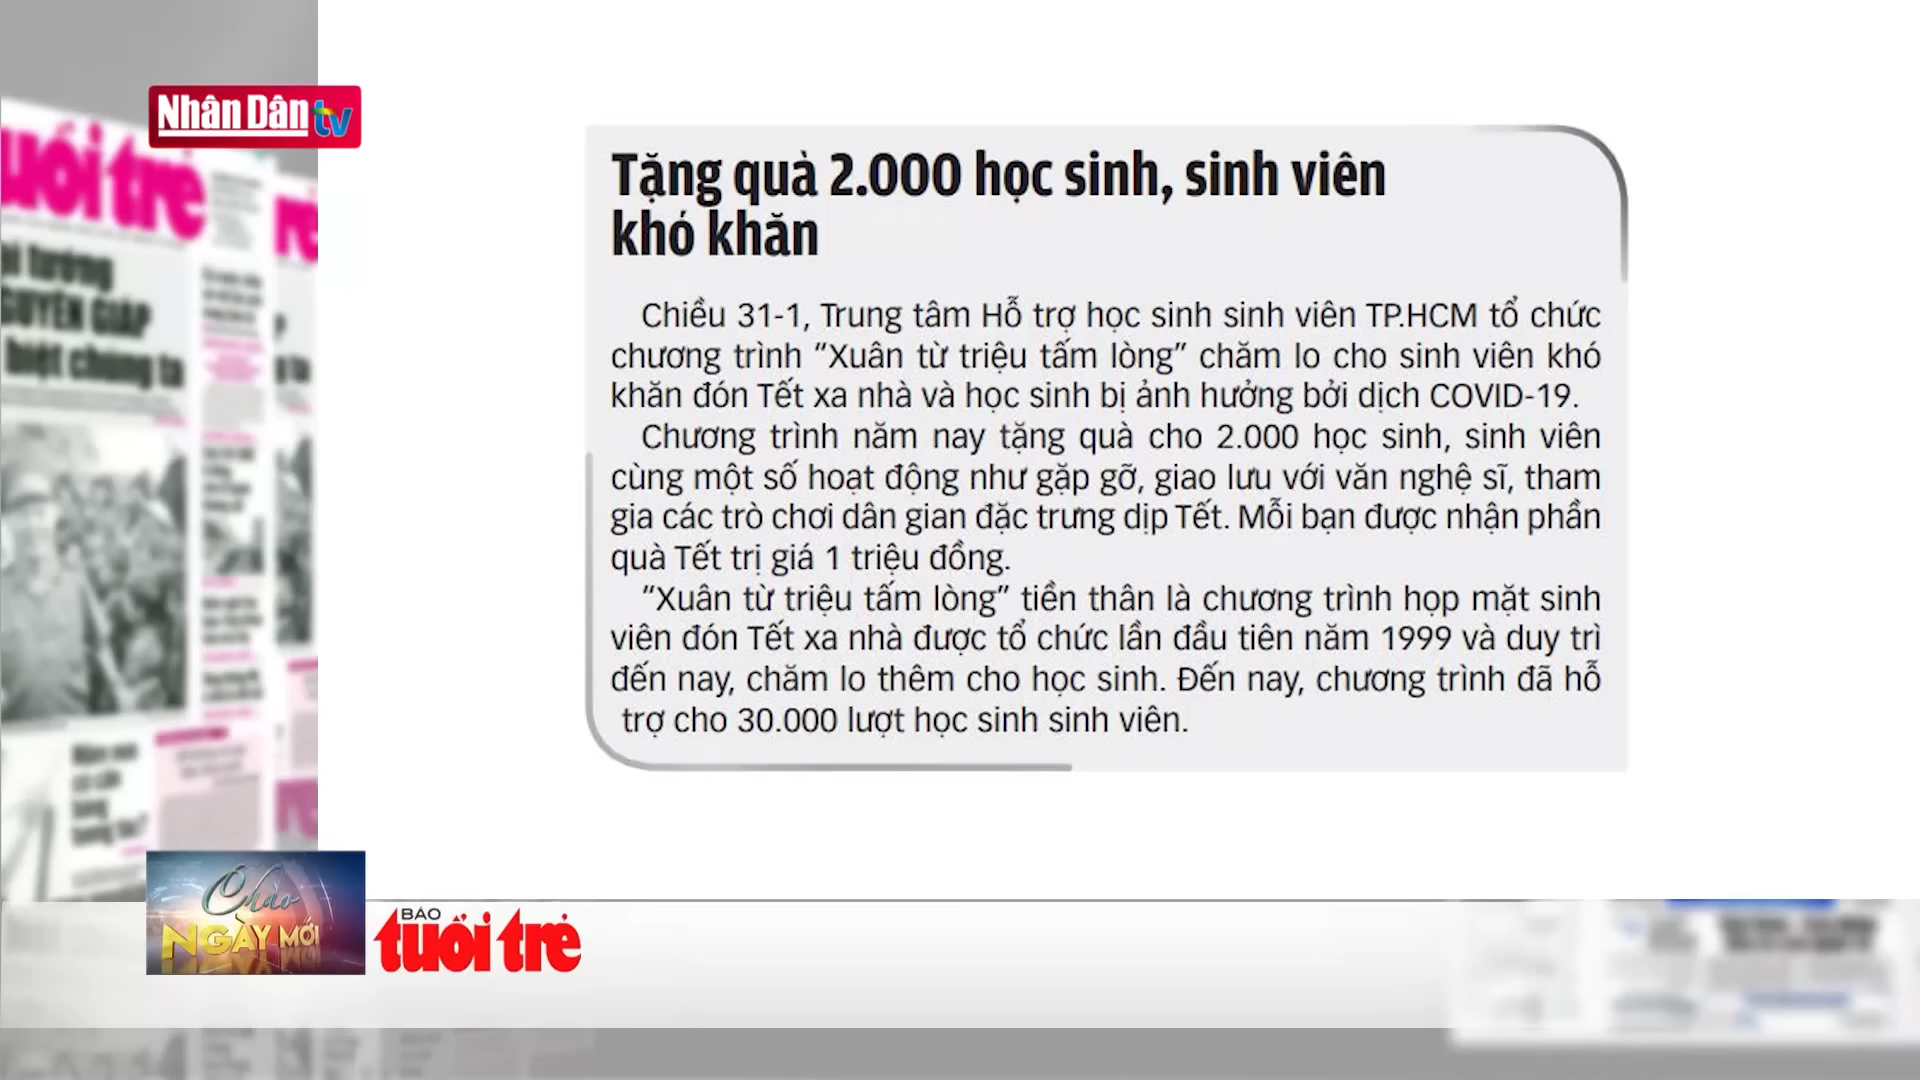 Nhân Dân tv
tuổi trẻ
Tặng quà 2.000 học sinh, sinh viên
khó khăn
Chiều 31-1, Trung tâm Hỗ trợ học sinh sinh viên TP.HCM tổ chức
chương trình “Xuân từ triệu tấm lòng” chăm lo cho sinh viên khó
khăn đón Tết xa nhà và học sinh bị ảnh hưởng bởi dịch COVID-19.
Chương trình năm nay tặng quà cho 2.000 học sinh, sinh viên
cùng một số hoạt động như gặp gỡ, giao lưu với văn nghệ sĩ, tham
gia các trò chơi dân gian đặc trưng dịp Tết. Mỗi bạn được nhận phần
quà Tết trị giá 1 triệu đồng.
“Xuân từ triệu tấm lòng” tiền thân là chương trình họp mặt sinh
viên đón Tết xa nhà được tổ chức lần đầu tiên năm 1999 và duy trì
đến nay, chăm lo thêm cho học sinh. Đến nay, chương trình đã hỗ
trợ cho 30.000 lượt học sinh sinh viên.
Chào
NGÀY MỚI
BÁO
tuổi trẻ